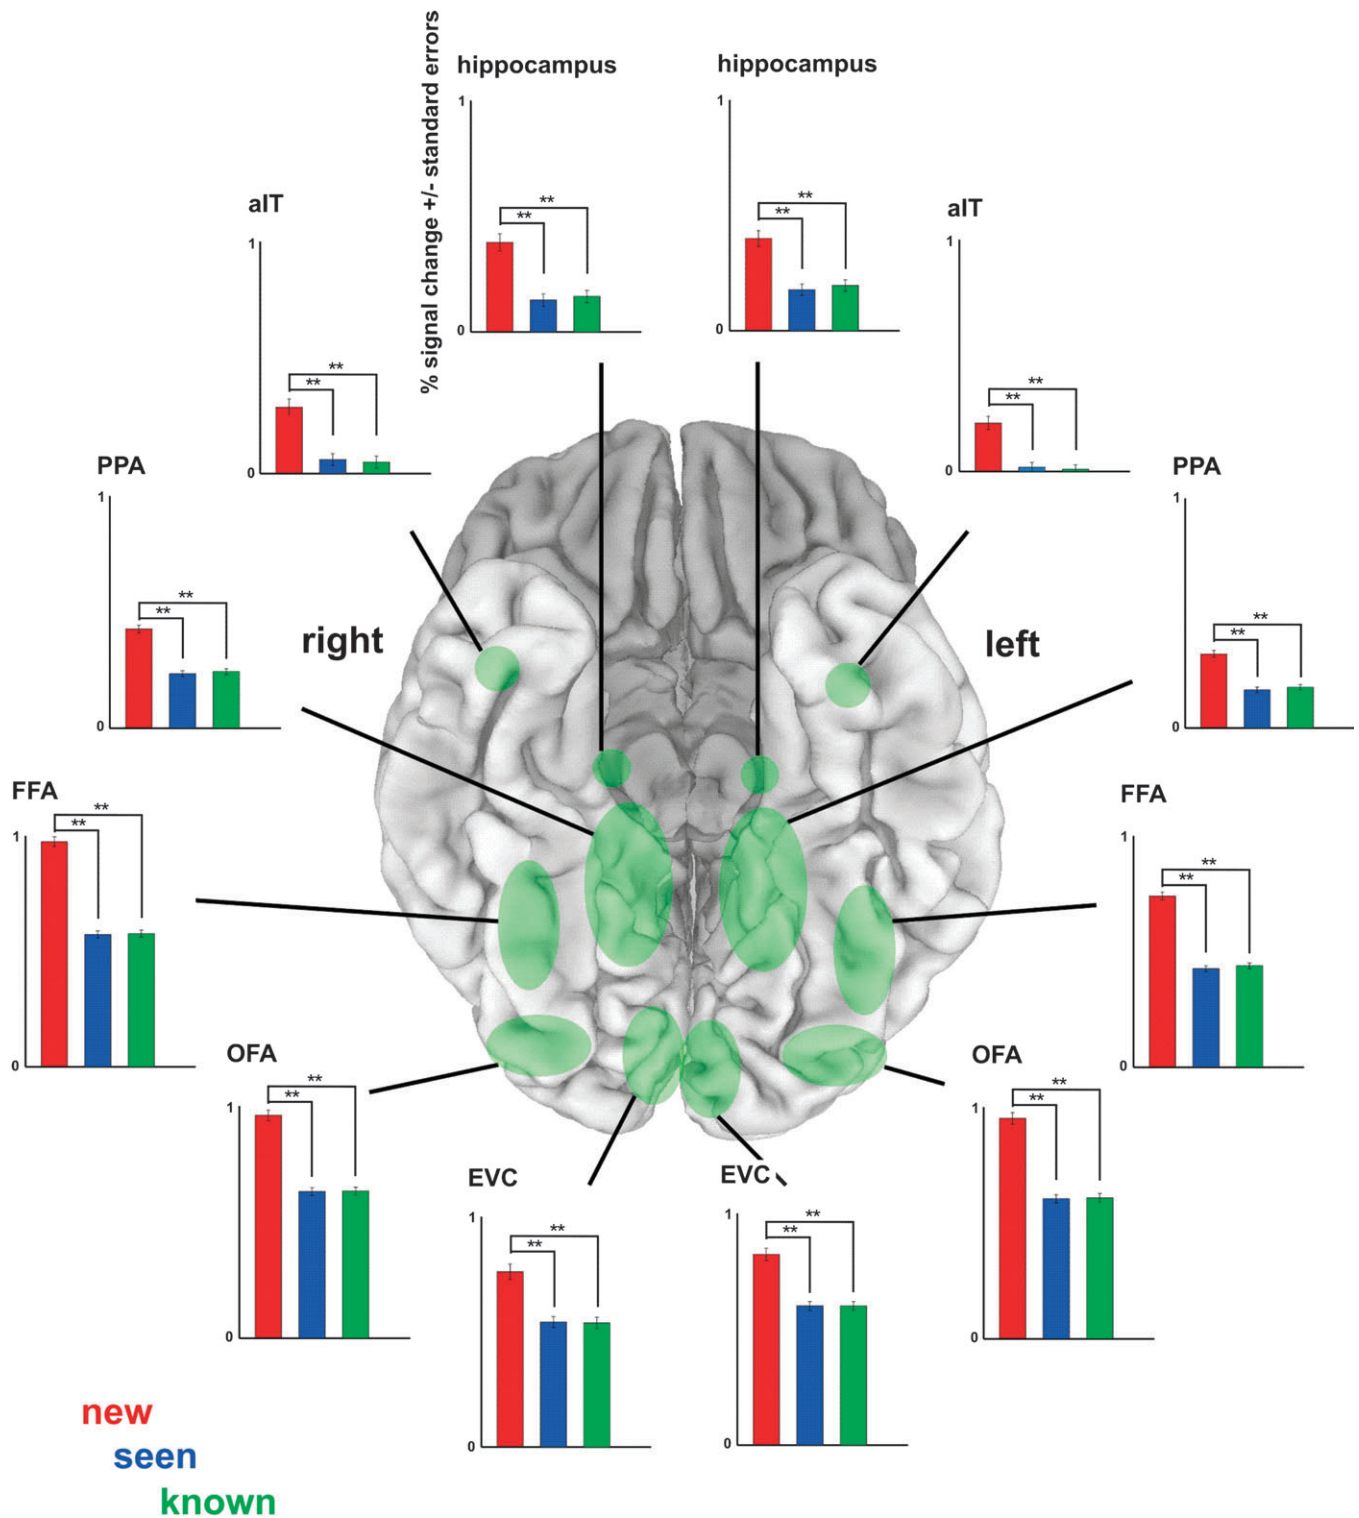 hippocampus
hippocampus
% signal change +/- standard errors
1
0
**
**
1
0
**
**
aIT
1
0
**
**
aIT
1
0
**
**
PPA
1
0
**
**
PPA
1
0
**
**
right
left
FFA
1
0
**
**
FFA
1
0
**
**
OFA
1
0
**
**
OFA
1
0
**
**
EVC
1
0
**
**
EVC
1
0
**
**
new
seen
known